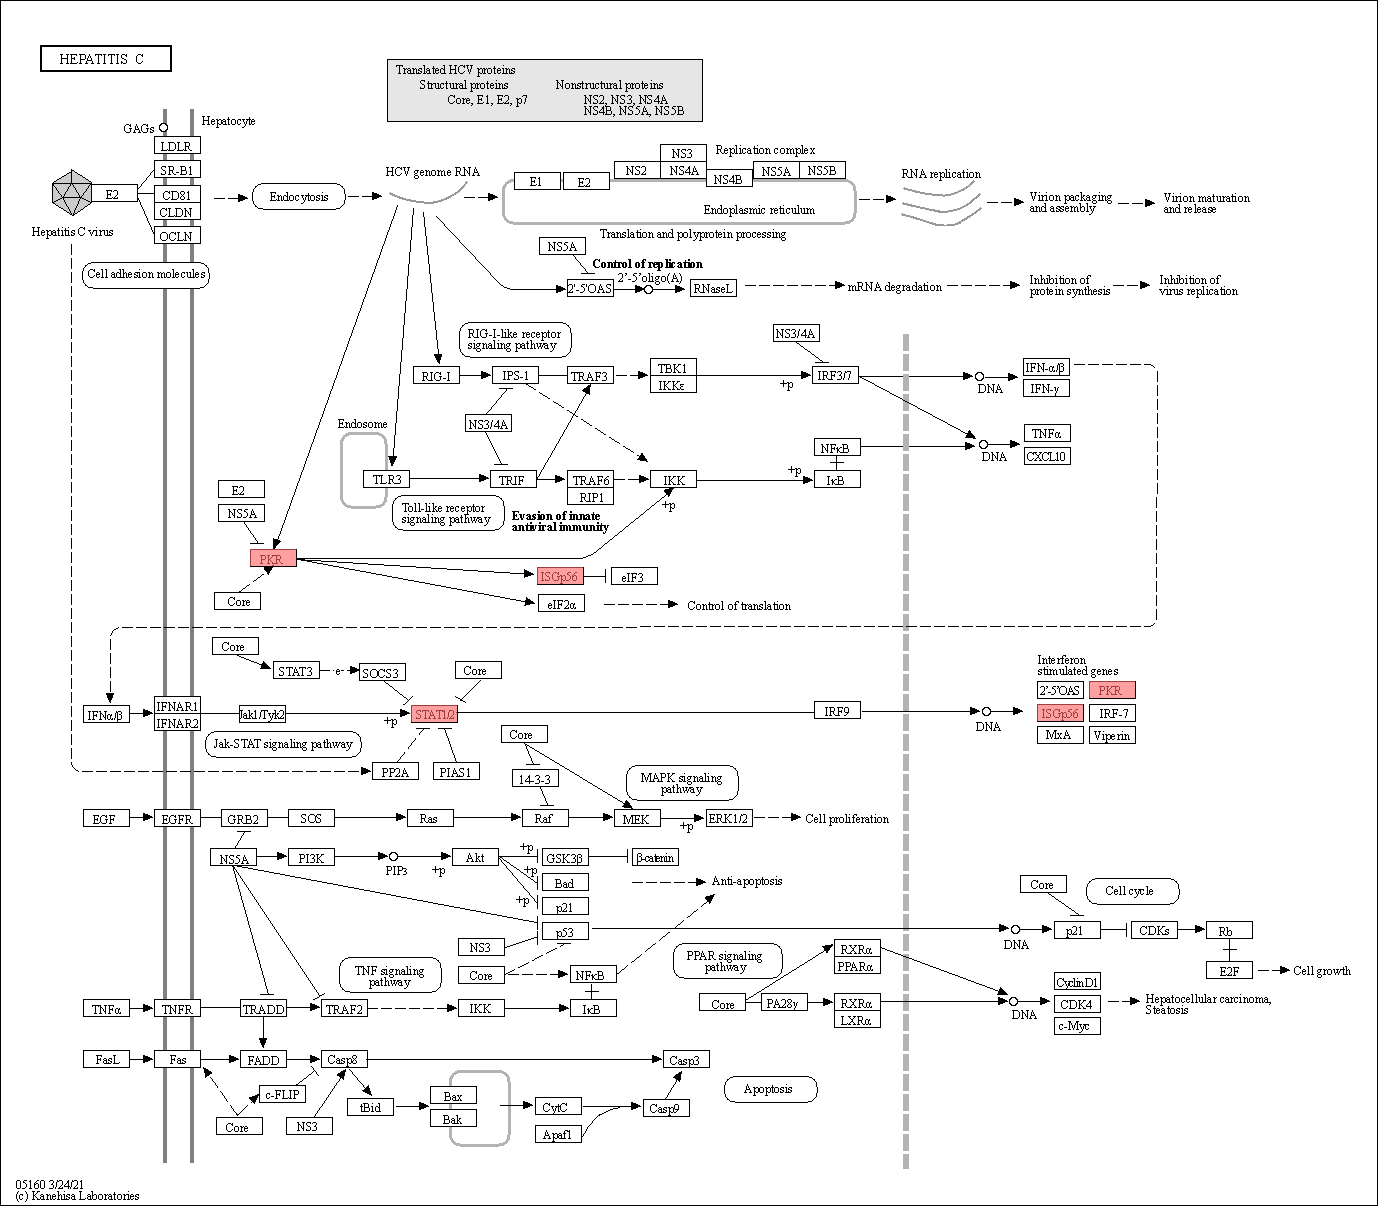 HEPATITIS C
Translated HCV proteins
Structural proteins
Nonstructural proteins
Core, E1, E2, p7
NS2, NS3, NS4A
NS4B, NS5A, NS5B
GAGs
Hepatocyte
LDLR
SR-B1
E2
CD81
CLDN
OCLN
Hepatitis C virus
Cell adhesion molecules
Endocytosis
HCV genome RNA
E1
E2
NS2
NS3
NS4A
NS4B
NS5A
NS5B
Replication complex
Endoplasmic reticulum
Translation and polyprotein processing
RNA replication
Virion packaging
and assembly
Virion maturation
and release
NS5A
Control of replication
2'-5'OAS
2'-5'oligo(A)
RNaseL
mRNA degradation
Inhibition of
protein synthesis
Inhibition of
virus replication
RIG-I-like receptor
signaling pathway
NS3/4A
RIG-I
IPS-1
TRAF3
TBK1
IKKε
+p
IRF3/7
DNA
IFN-α/β
IFN-γ
NS3/4A
Endosome
TLR3
TRIF
TRAF6
RIP1
IKK
+p
+p
NFκB
IκB
DNA
TNFα
CXCL10
Toll-like receptor
signaling pathway
Evasion of innate
antiviral immunity
E2
NS5A
PKR
Core
ISGp56
eIF3
eIF2α
Control of translation
Core
STAT3
e
SOCS3
Core
IFNα/β
IFNAR1
IFNAR2
Jak1/Tyk2
+p
STAT1/2
IRF9
DNA
Interferon
stimulated genes
2'-5'OAS
PKR
ISGp56
IRF-7
MxA
Viperin
Jak-STAT signaling pathway
PP2A
PIAS1
Core
14-3-3
MAPK signaling
pathway
EGF
EGFR
GRB2
SOS
Ras
Raf
MEK
+p
ERK1/2
Cell proliferation
NS5A
PI3K
PIP3
+p
Akt
+p
+p
+p
GSK3β
β-catenin
Bad
p21
p53
Anti-apoptosis
NS3
Core
NFκB
Core
Cell cycle
DNA
p21
CDKs
Rb
E2F
Cell growth
TNF signaling
pathway
PPAR signaling
pathway
RXRα
PPARα
TNFα
TNFR
TRADD
TRAF2
IKK
IκB
Core
PA28γ
RXRα
LXRα
DNA
CyclinD1
CDK4
c-Myc
Hepatocellular carcinoma,
Steatosis
FasL
Fas
FADD
Casp8
Casp3
c-FLIP
Core
NS3
tBid
Bax
Bak
CytC
Apaf1
Casp9
Apoptosis
05160 3/24/21
(c) Kanehisa Laboratories